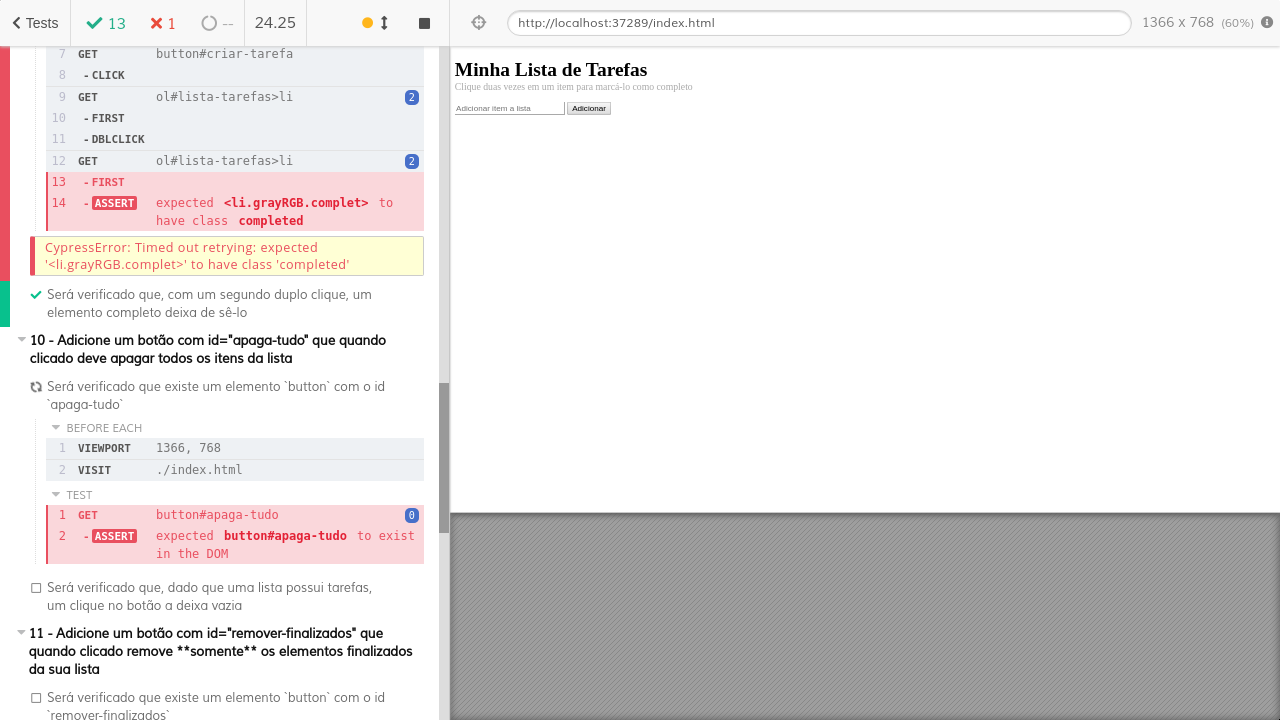 Tests 13 1 -- 24.25 http://localhost:37289/index.html 1366 x 768 (60%)
7 GET button#criar-tarefa
8 -CLICK
9 GET ol#lista-tarefas>li 2
10 -FIRST
11 -DBLCLICK
12 GET ol#lista-tarefas>li 2
13 -FIRST
14 -ASSERT expected <li.grayRGB.complet> to
have class completed
CypressError: Timed out retrying: expected
'<li.grayRGB.complet>' to have class 'completed'
Será verificado que, com um segundo duplo clique, um
elemento completo deixa de sê-lo
10 - Adicione um botão com id="apaga-tudo" que quando
clicado deve apagar todos os itens da lista
Será verificado que existe um elemento `button` com o id
`apaga-tudo`
BEFORE EACH
1 VIEWPORT 1366, 768
2 VISIT ./index.html
TEST
1 GET button#apaga-tudo 0
2 -ASSERT expected button#apaga-tudo to exist
in the DOM
Será verificado que, dado que uma lista possui tarefas,
um clique no botão a deixa vazia
11 - Adicione um botão com id="remover-finalizados" que
quando clicado remove **somente** os elementos finalizados
da sua lista
Será verificado que existe um elemento `button` com o id
`remover-finalizados`
Minha Lista de Tarefas
Clique duas vezes em um item para marcá-lo como completo
Adicionar item a lista Adicionar